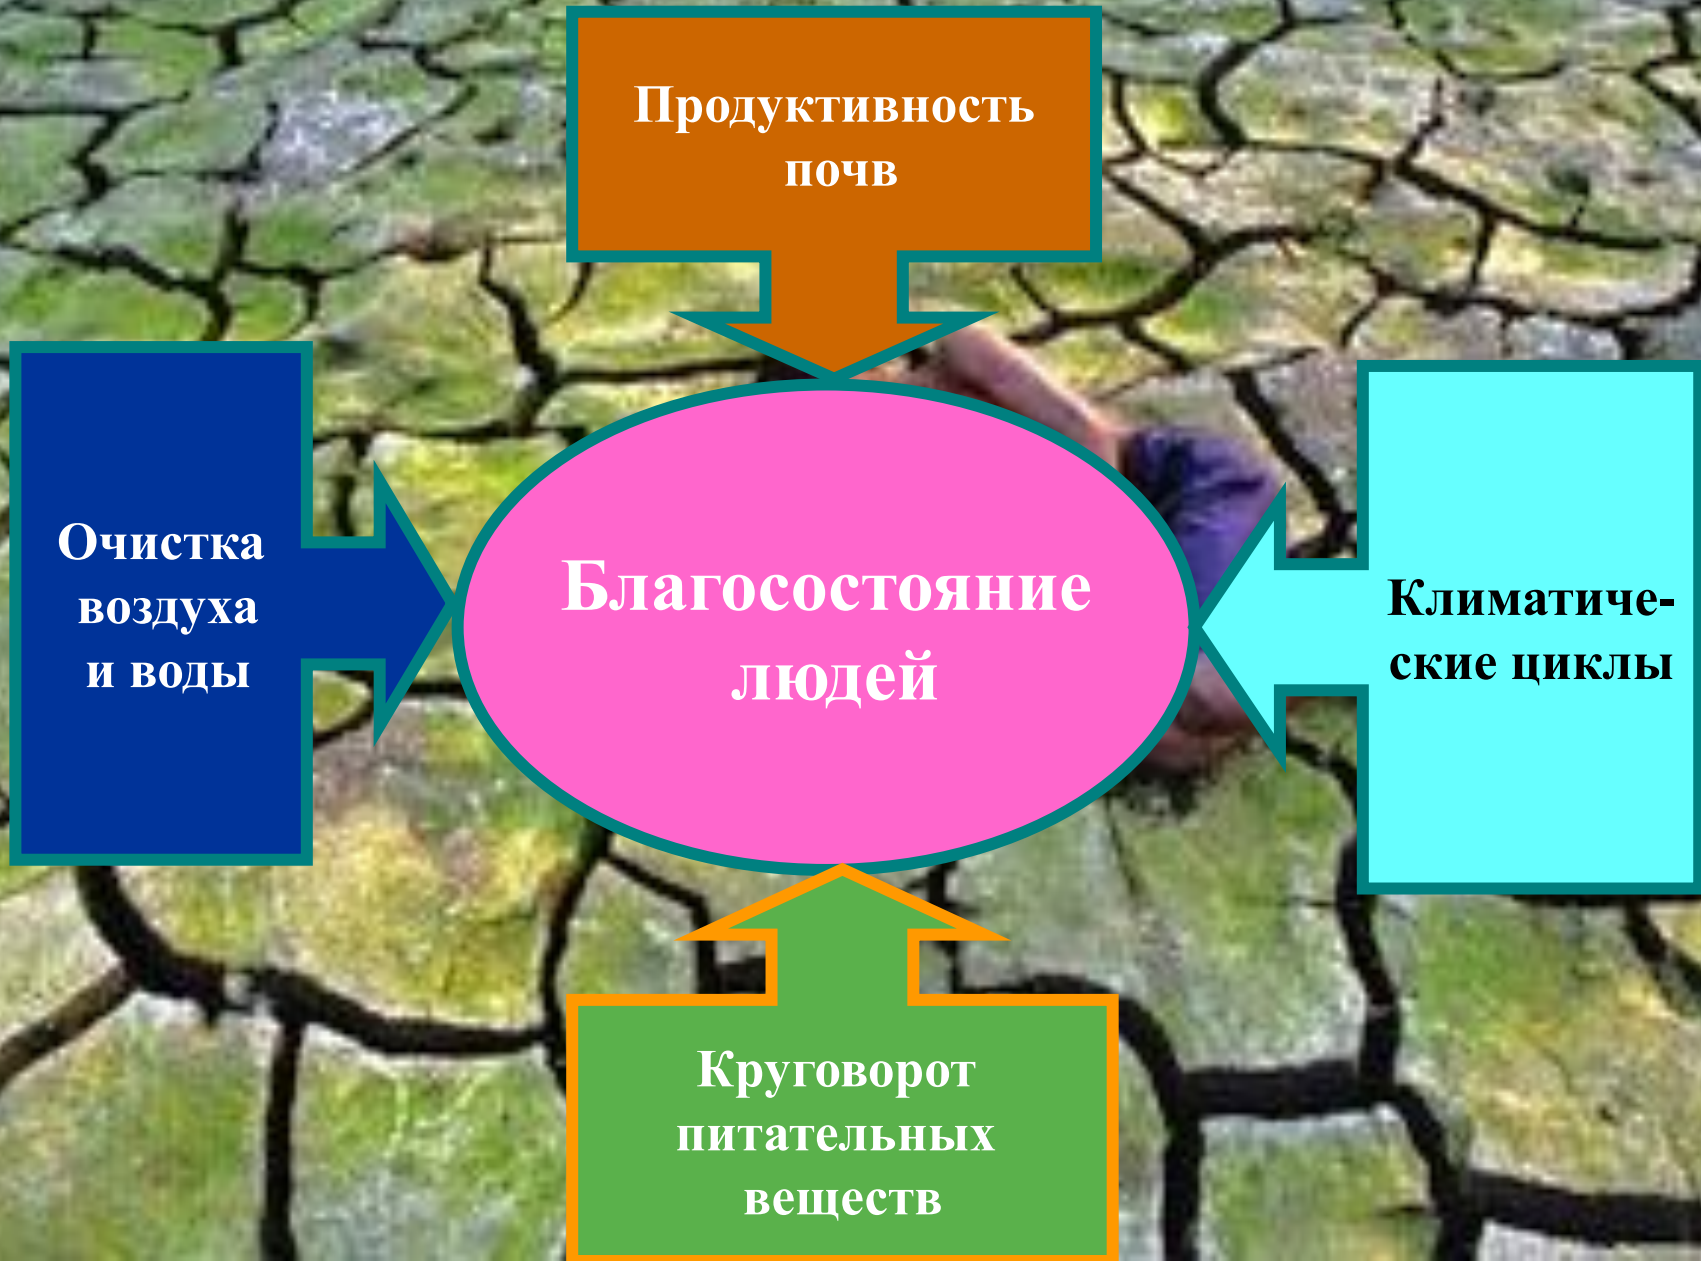 Продуктивность
почв
Очистка
воздуха
и воды
Благосостояние
людей
Климатиче-
ские циклы
Круговорот
питательных
веществ